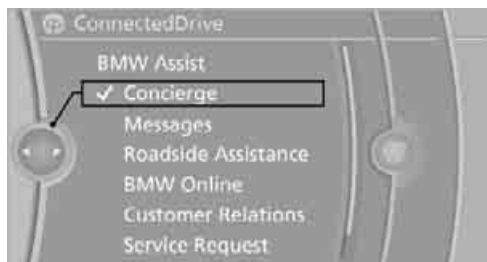 ConnectedDrive
BMW Assist
Concierge
Messages
Roadside Assistance
BMW Online
Customer Relations
Service Request